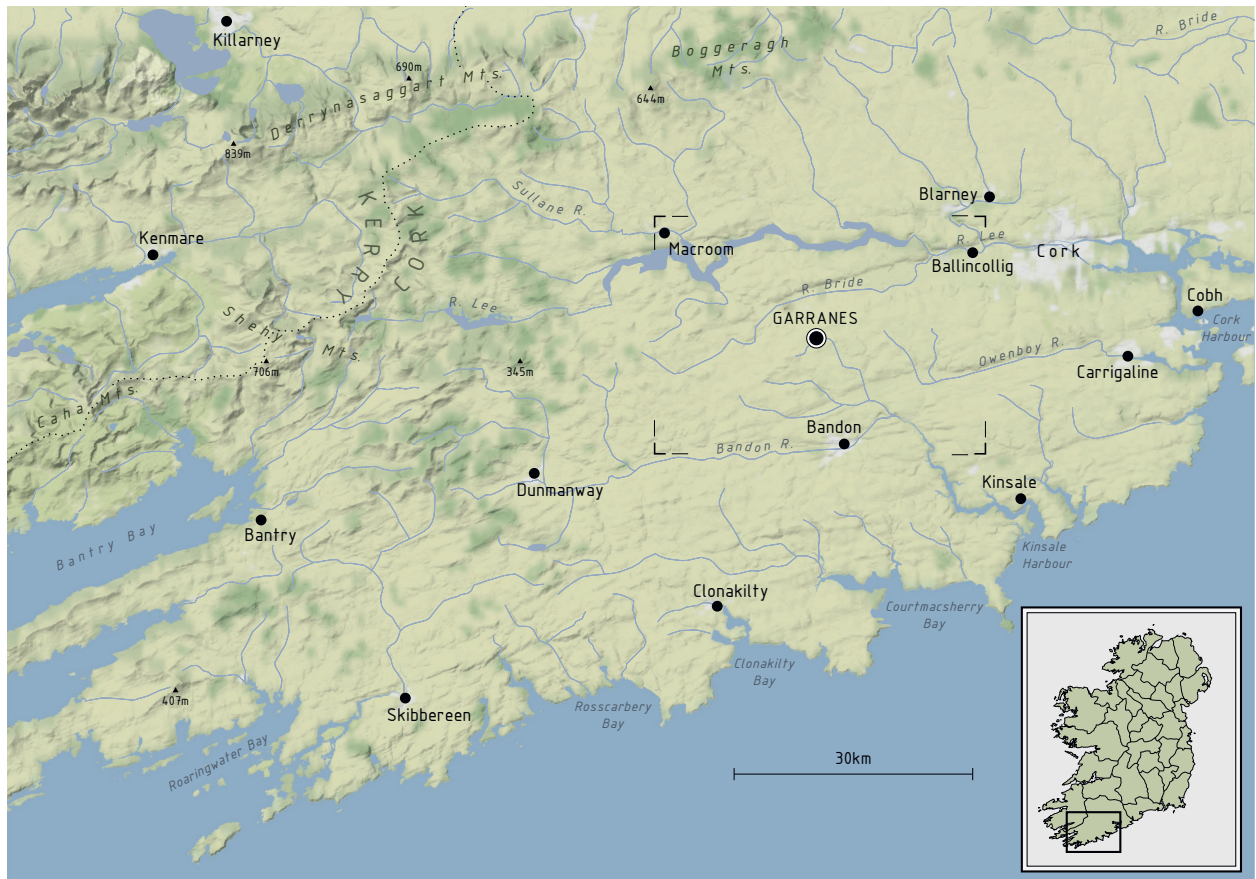 R. Bride
Killarney
Boggeragh
Mts.
690m
Derrynasaggart Mts.
644m
839m
Sullane R.
Blarney
KERRY
CORK
Kenmare
Macroom
R. Lee
Cork
Ballincollig
R. Bride
Cobh
R. Lee
Shehy
Mts.
GARRANES
Cork
Harbour
Owenboy R.
706m
345m
Carrigaline
Caha Mts.
Bandon
Bandon R.
Dunmanway
Kinsale
Bantry
Bantry Bay
Kinsale
Harbour
Clonakilty
Courtmacsherry
Bay
Clonakilty
Bay
407m
Skibbereen
Rosscarbery
Bay
Roaringwater Bay
30km